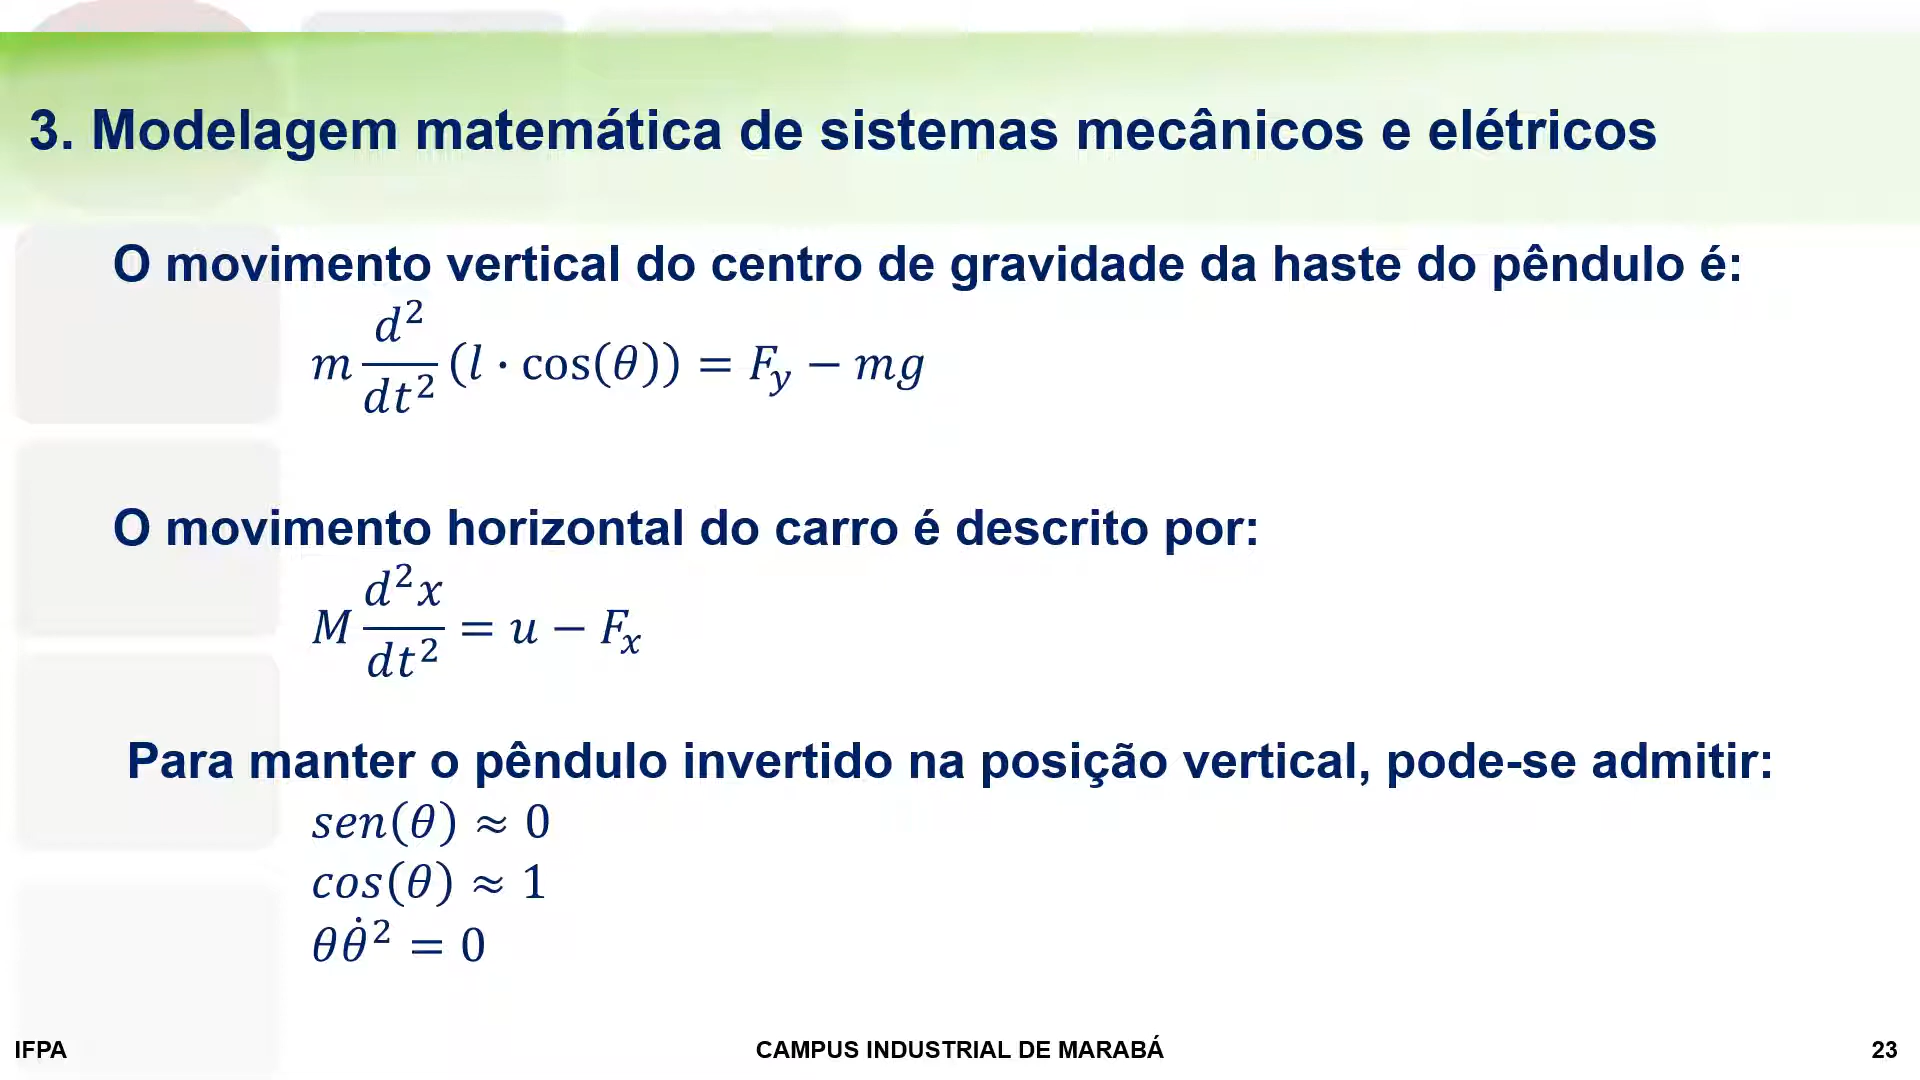 3. Modelagem matemática de sistemas mecânicos e elétricos
O movimento vertical do centro de gravidade da haste do pêndulo é:
m d²/dt² (l · cos(θ)) = F_y − mg
O movimento horizontal do carro é descrito por:
M d²x/dt² = u − F_x
Para manter o pêndulo invertido na posição vertical, pode-se admitir:
sen(θ) ≈ 0
cos(θ) ≈ 1
θθ̇² = 0
IFPA
CAMPUS INDUSTRIAL DE MARABÁ
23